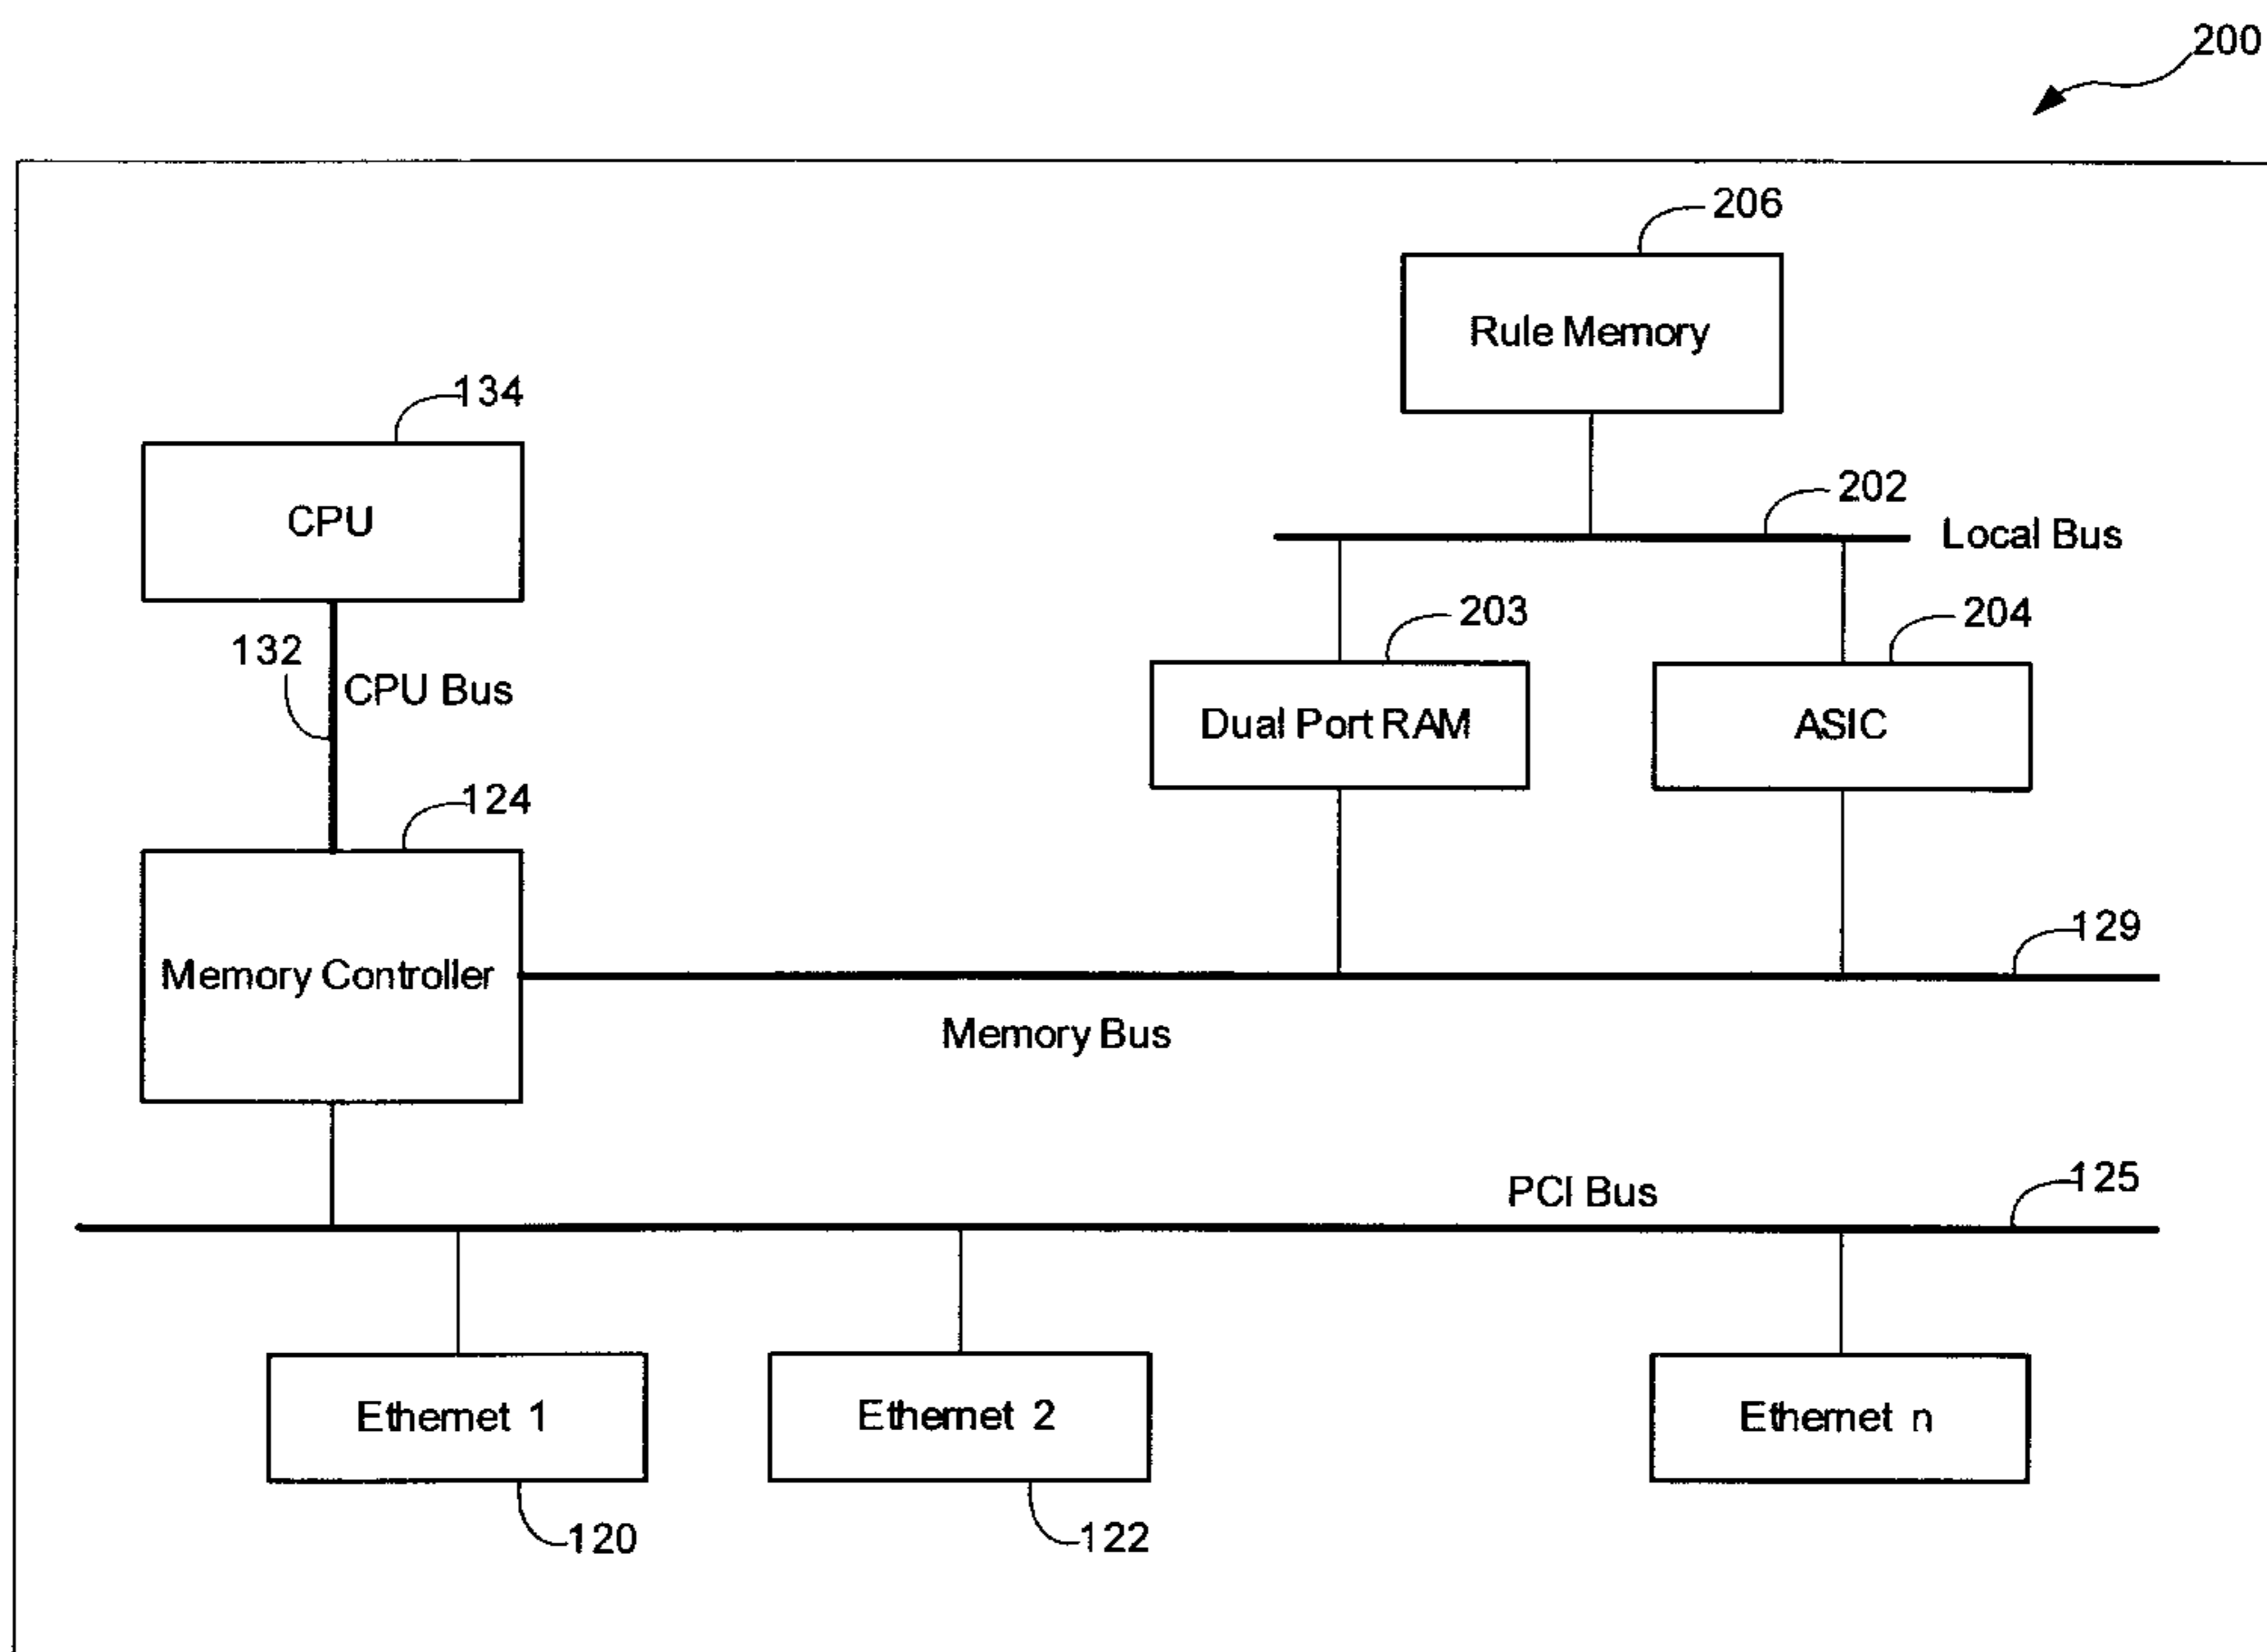 200
206
Rule Memory
134
202
CPU
Local Bus
203
204
132
CPU Bus
Dual Port RAM
ASIC
124
129
Memory Controller
Memory Bus
125
PCI Bus
Ethernet 1
Ethernet 2
Ethernet n
120
122